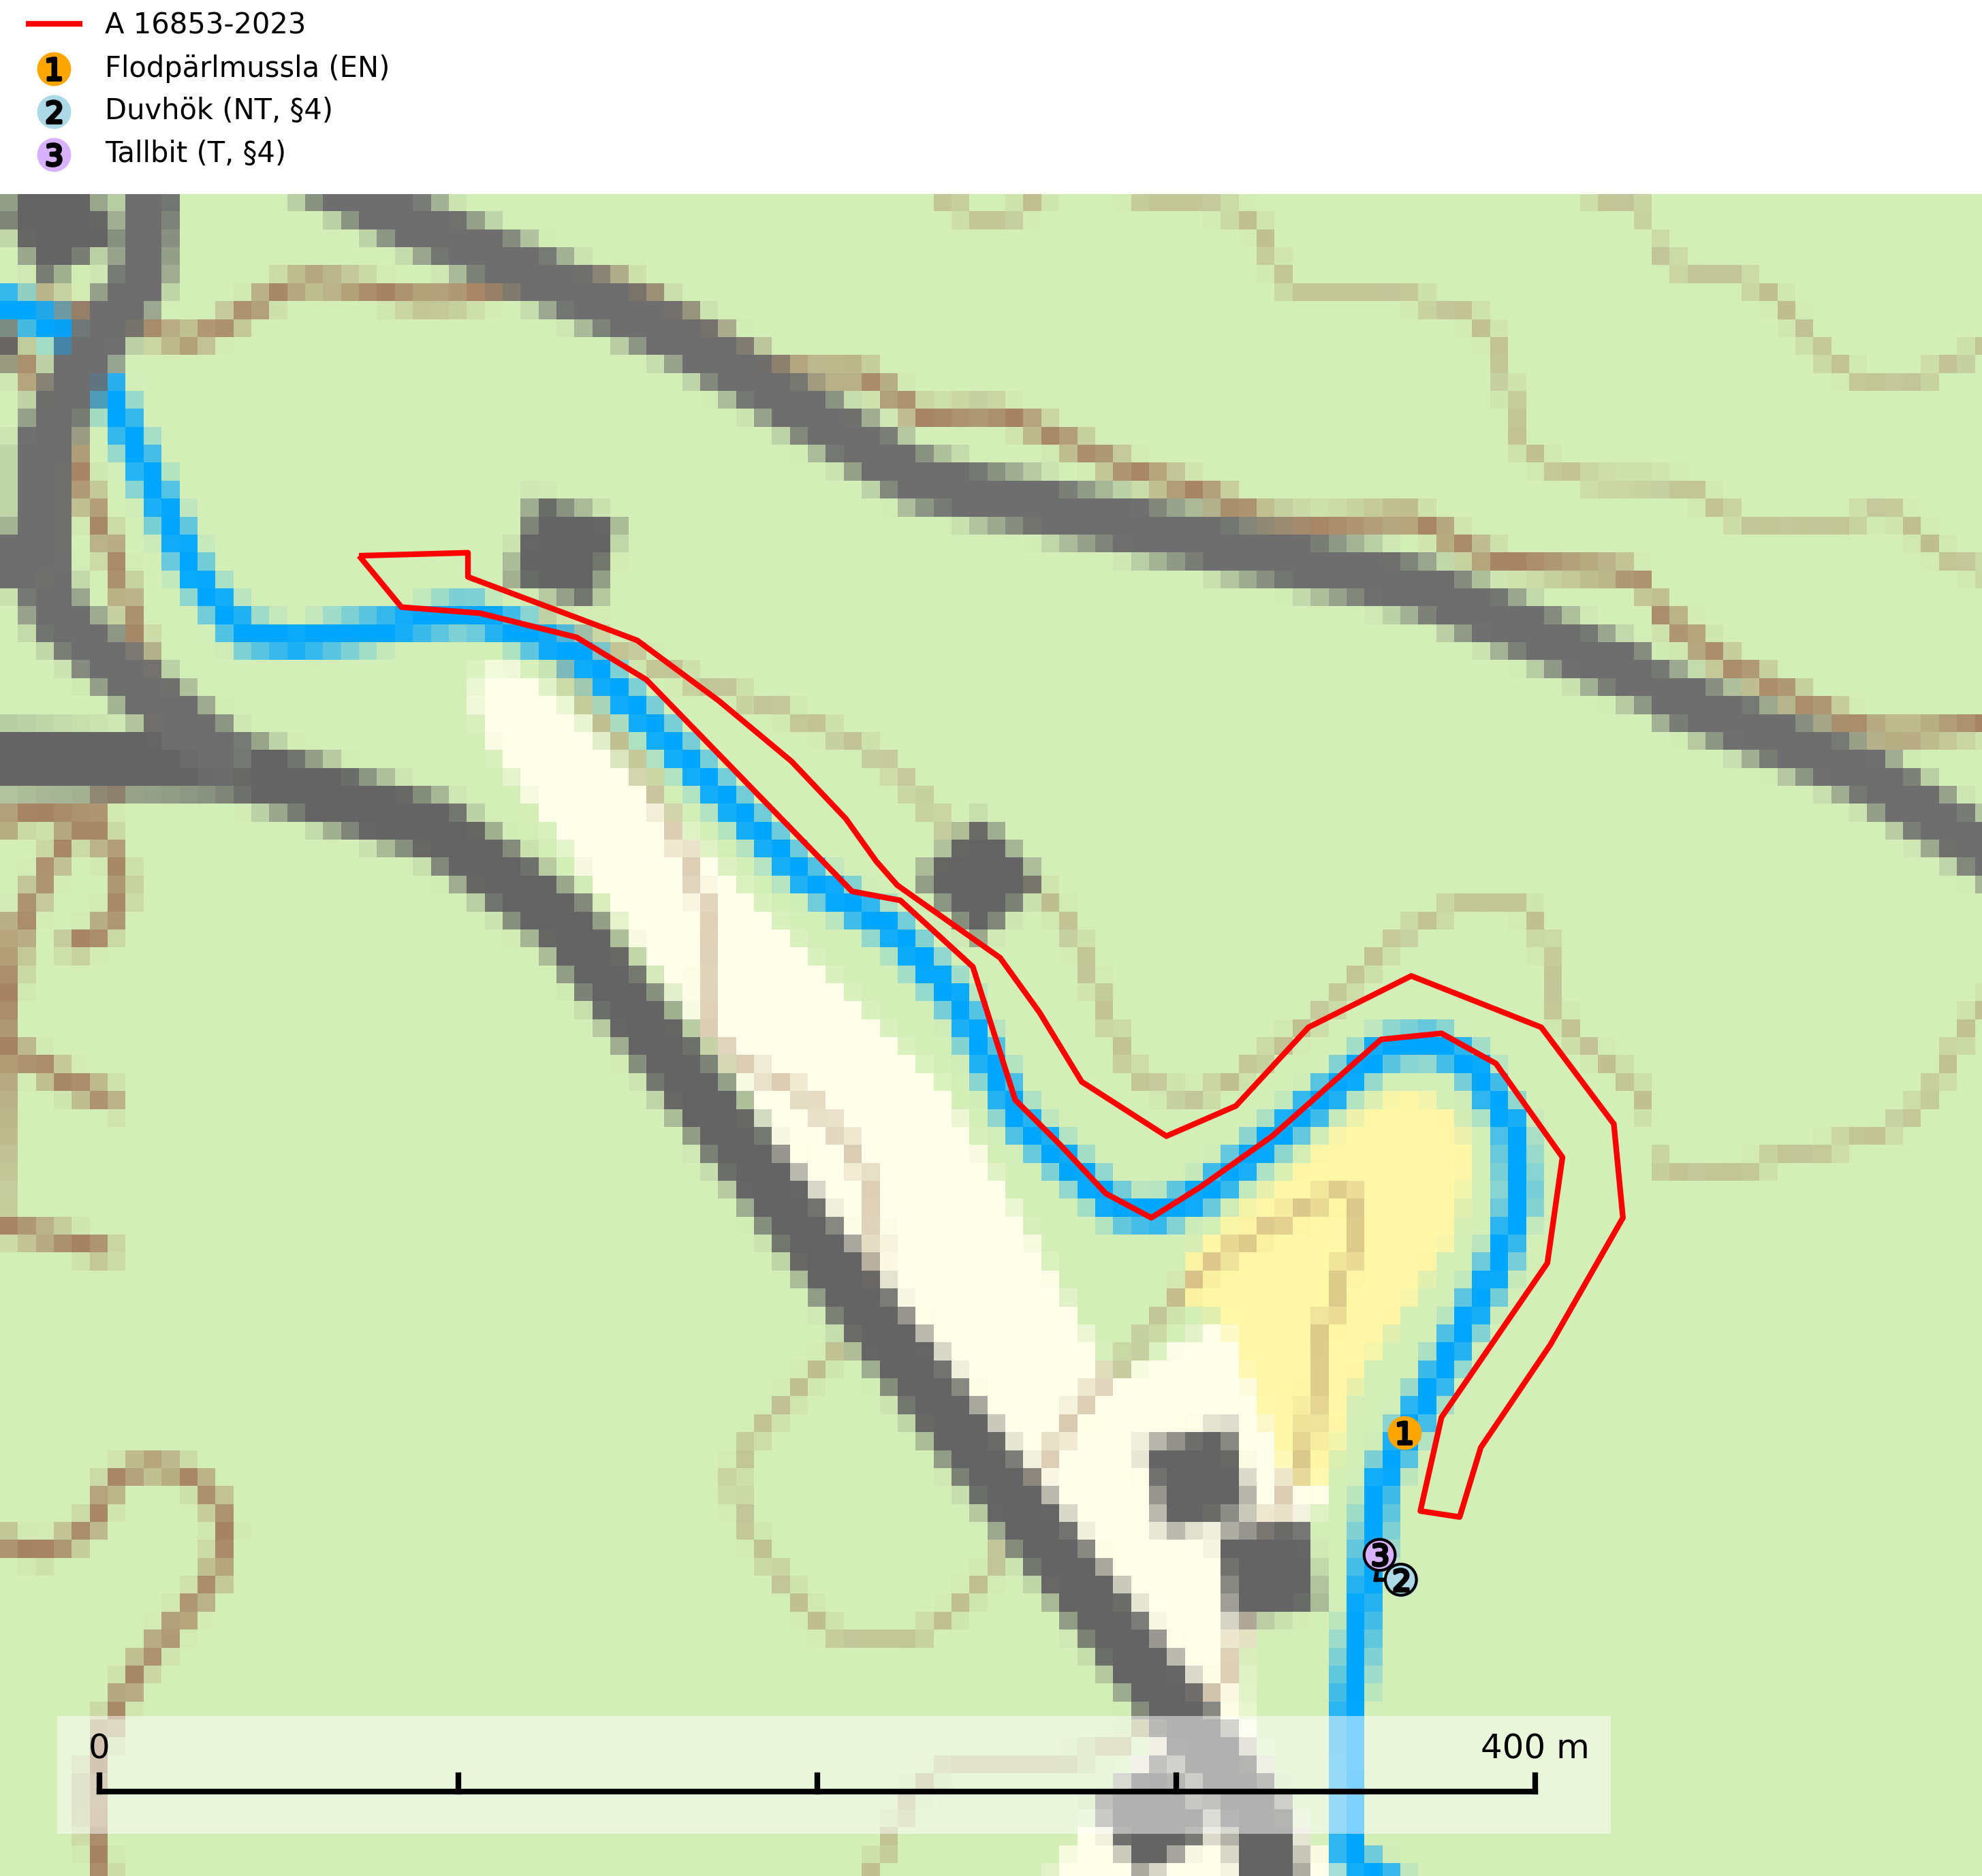 A 16853-2023
1 Flodpärlmussla (EN)
2 Duvhök (NT, §4)
3 Tallbit (T, §4)
1
3
2
0 400 m